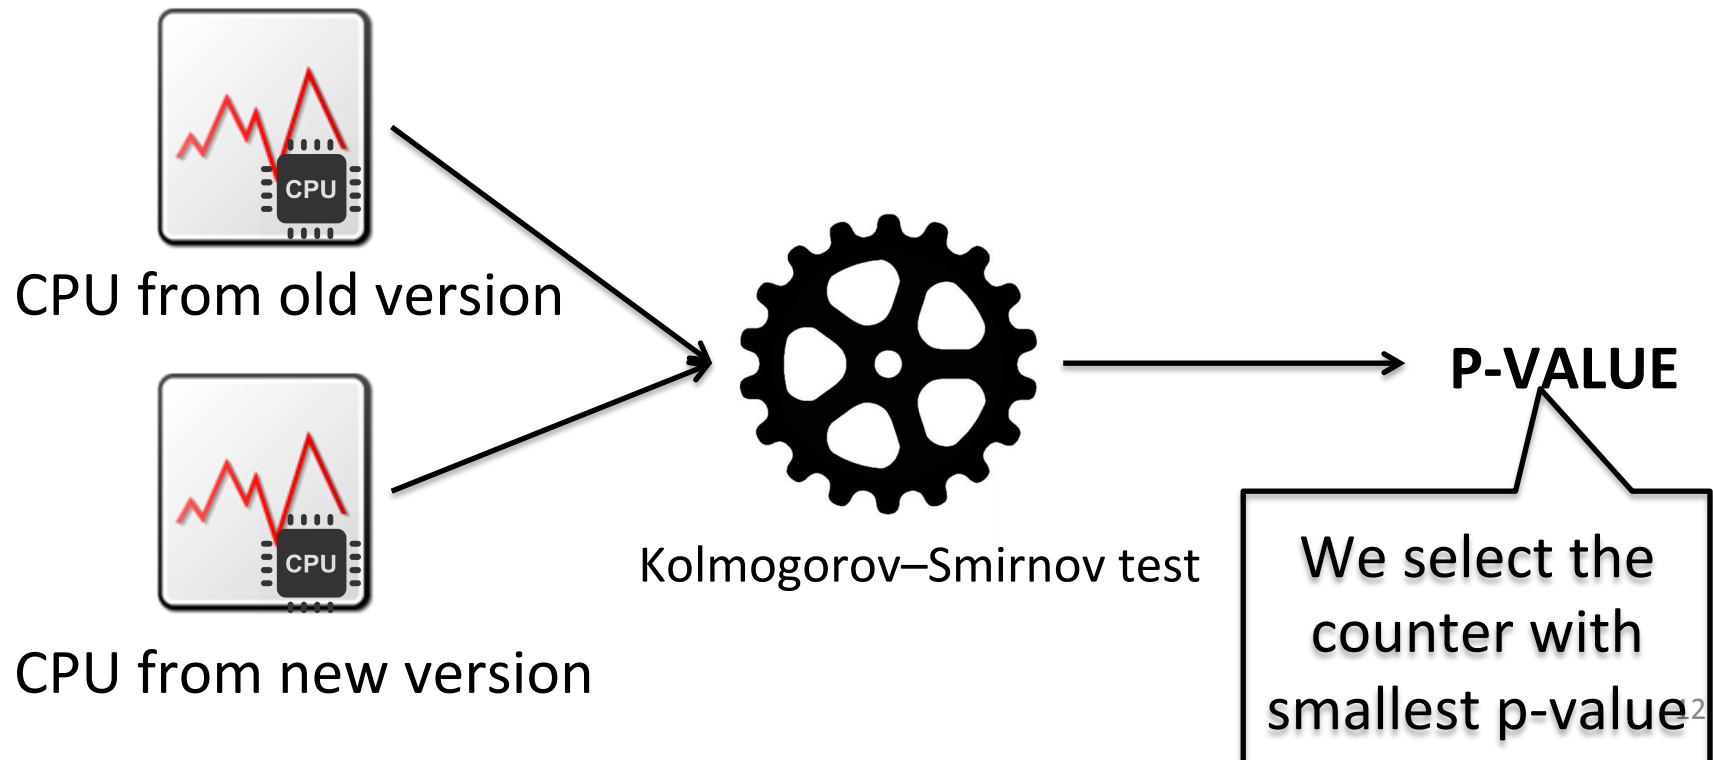 CPU
CPU from old version
CPU
CPU from new version
Kolmogorov–Smirnov test
P-VALUE
We select the
counter with
smallest p-value
12